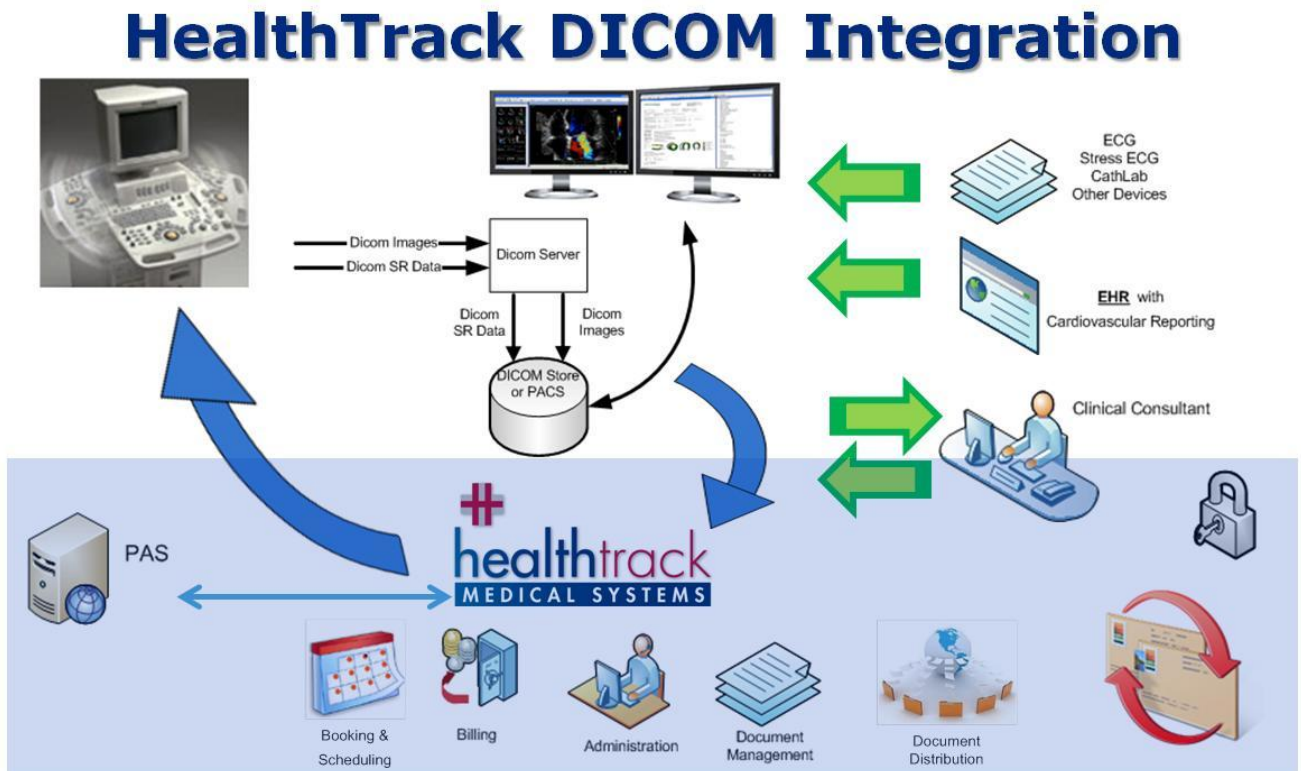 HealthTrack DICOM Integration
ECG
Stress ECG
CathLab
Other Devices
Dicom Images
Dicom SR Data
Dicom Server
EHR with
Cardiovascular Reporting
Dicom
SR Data
Dicom
Images
DICOM Store
or PACS
Clinical Consultant
PAS
healthtrack
MEDICAL SYSTEMS
Booking &
Scheduling
Billing
Administration
Document
Management
Document
Distribution